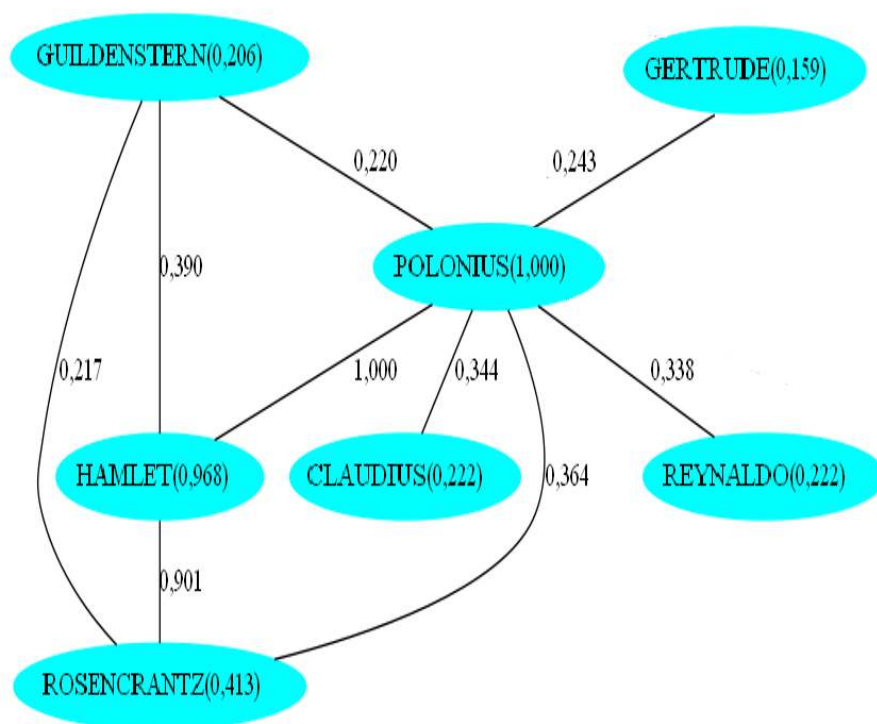 GUILDENSTERN(0,206)
GERTRUDE(0,159)
0,220
0,243
0,390
POLONIUS(1,000)
0,217
1,000
0,344
0,338
HAMLET(0,968)
CLAUDIUS(0,222)
0,364
REYNALDO(0,222)
0,901
ROSENCRANTZ(0,413)